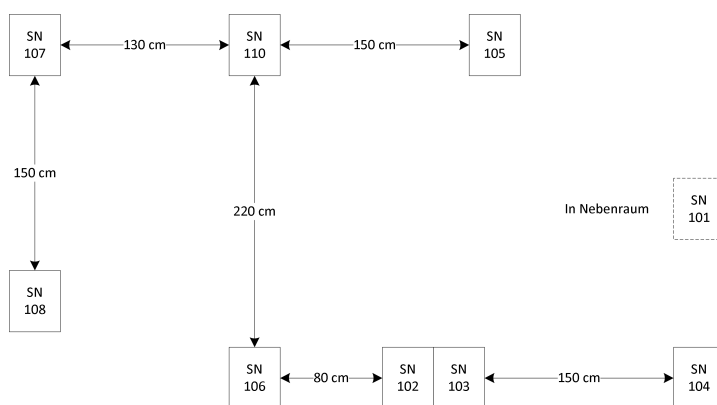 SN
107
130 cm
SN
110
150 cm
SN
105
150 cm
220 cm
In Nebenraum
SN
101
SN
108
SN
106
80 cm
SN
102
SN
103
150 cm
SN
104